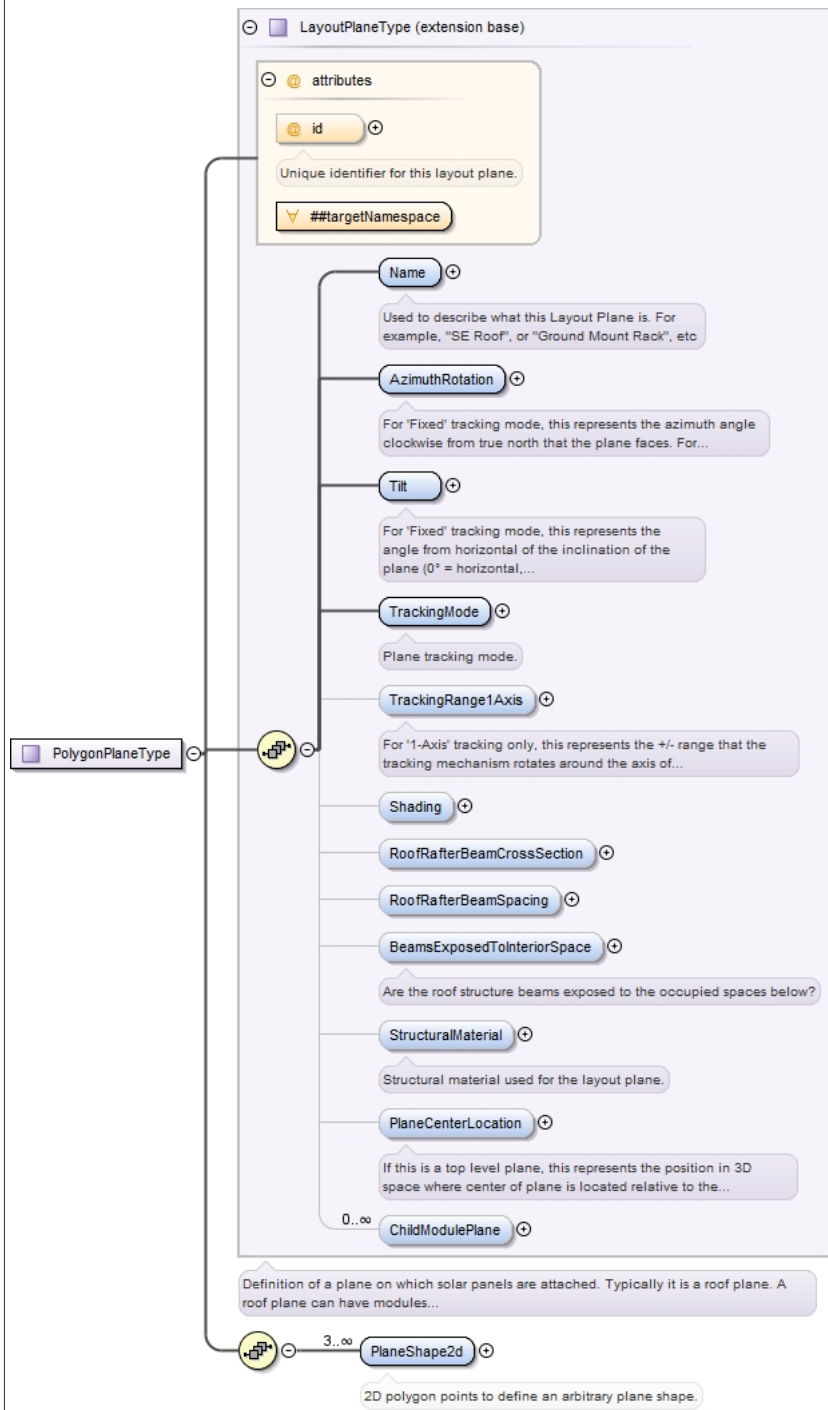 LayoutPlaneType (extension base)
@ attributes
@ id
Unique identifier for this layout plane.
∀ ##targetNamespace
Name
Used to describe what this Layout Plane is. For
example, "SE Roof", or "Ground Mount Rack", etc
AzimuthRotation
For 'Fixed' tracking mode, this represents the azimuth angle
clockwise from true north that the plane faces. For...
Tilt
For 'Fixed' tracking mode, this represents the
angle from horizontal of the inclination of the
plane (0° = horizontal,...
TrackingMode
Plane tracking mode.
TrackingRange1Axis
PolygonPlaneType
For '1-Axis' tracking only, this represents the +/- range that the
tracking mechanism rotates around the axis of...
Shading
RoofRafterBeamCrossSection
RoofRafterBeamSpacing
BeamsExposedToInteriorSpace
Are the roof structure beams exposed to the occupied spaces below?
StructuralMaterial
Structural material used for the layout plane.
PlaneCenterLocation
If this is a top level plane, this represents the position in 3D
space where center of plane is located relative to the...
0..∞
ChildModulePlane
Definition of a plane on which solar panels are attached. Typically it is a roof plane. A
roof plane can have modules...
3..∞
PlaneShape2d
2D polygon points to define an arbitrary plane shape.